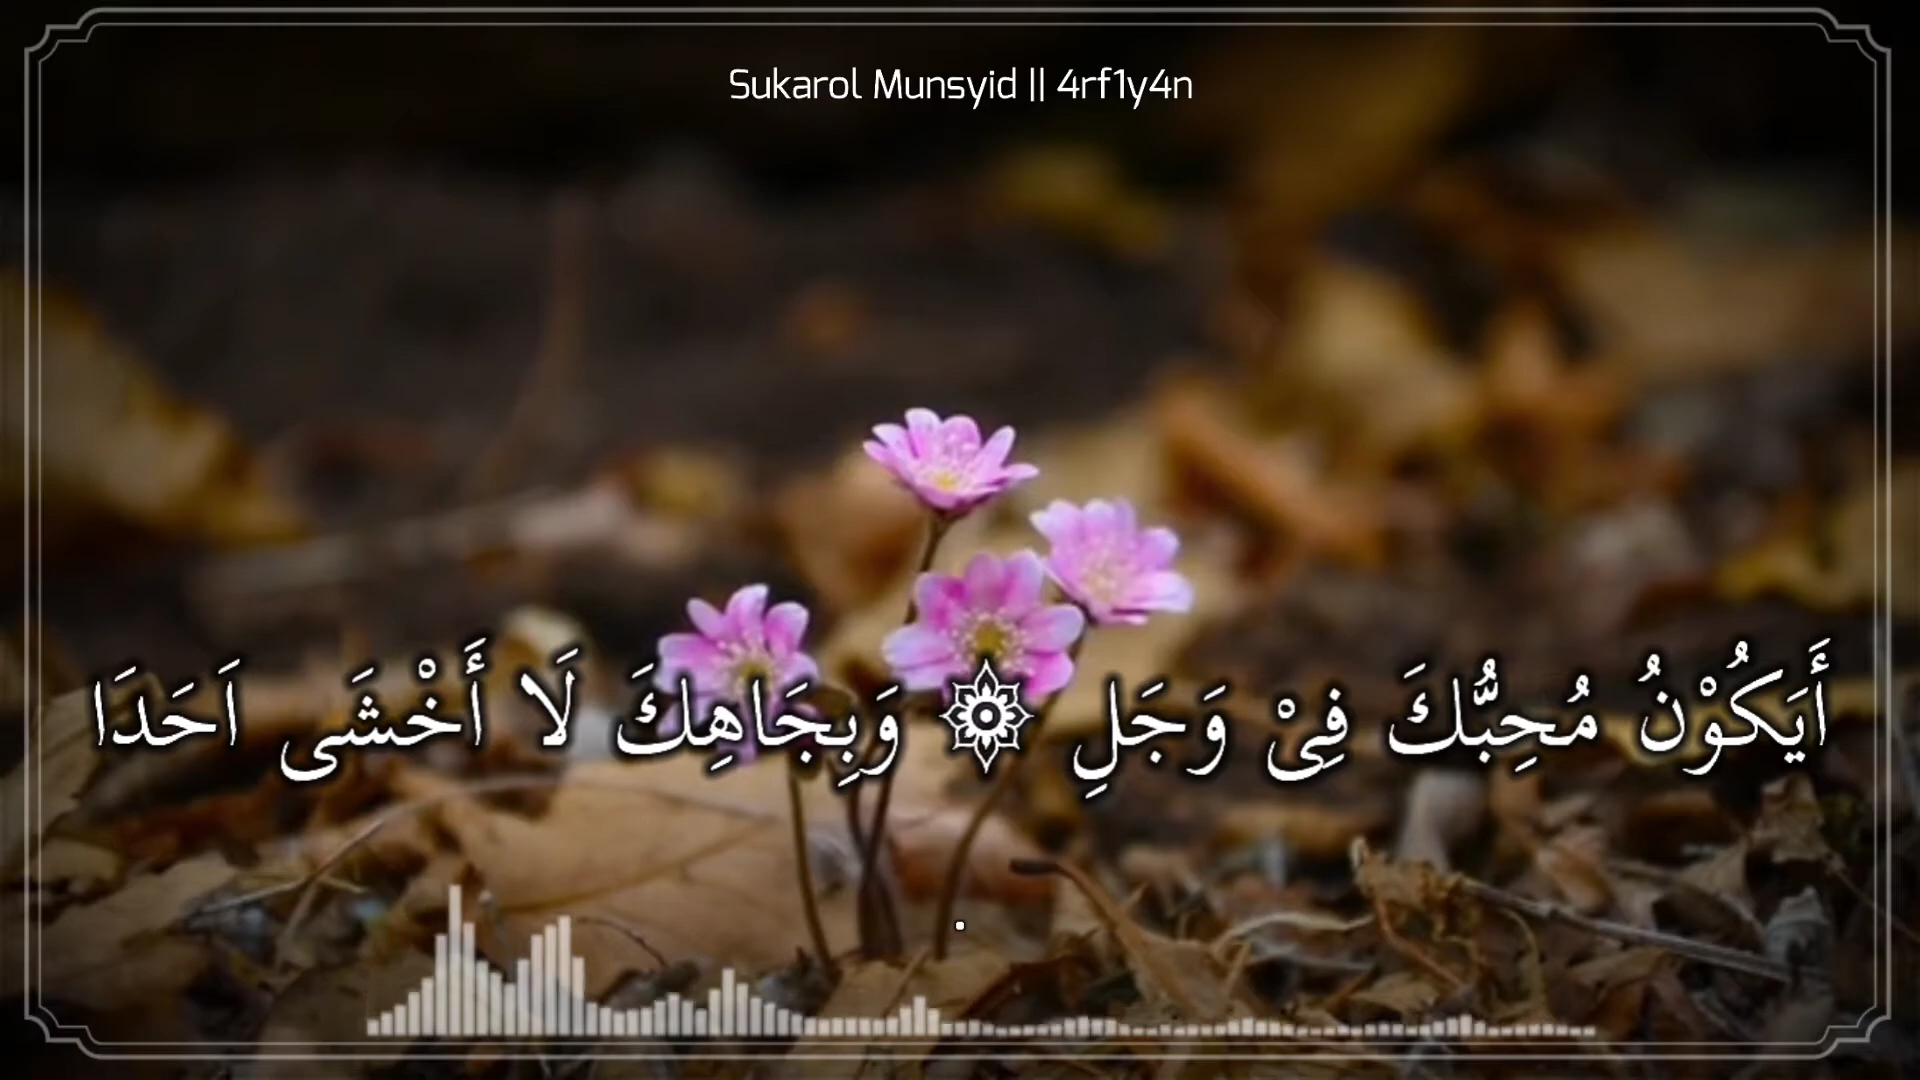 Sukarol Munsyid || 4rf1y4n
أَيَكُوْنُ مُحِبُّكَ فِىْ وَجَلِ ۞ وَبِجَاهِكَ لَا أَخْشَى اَحَدَا
.